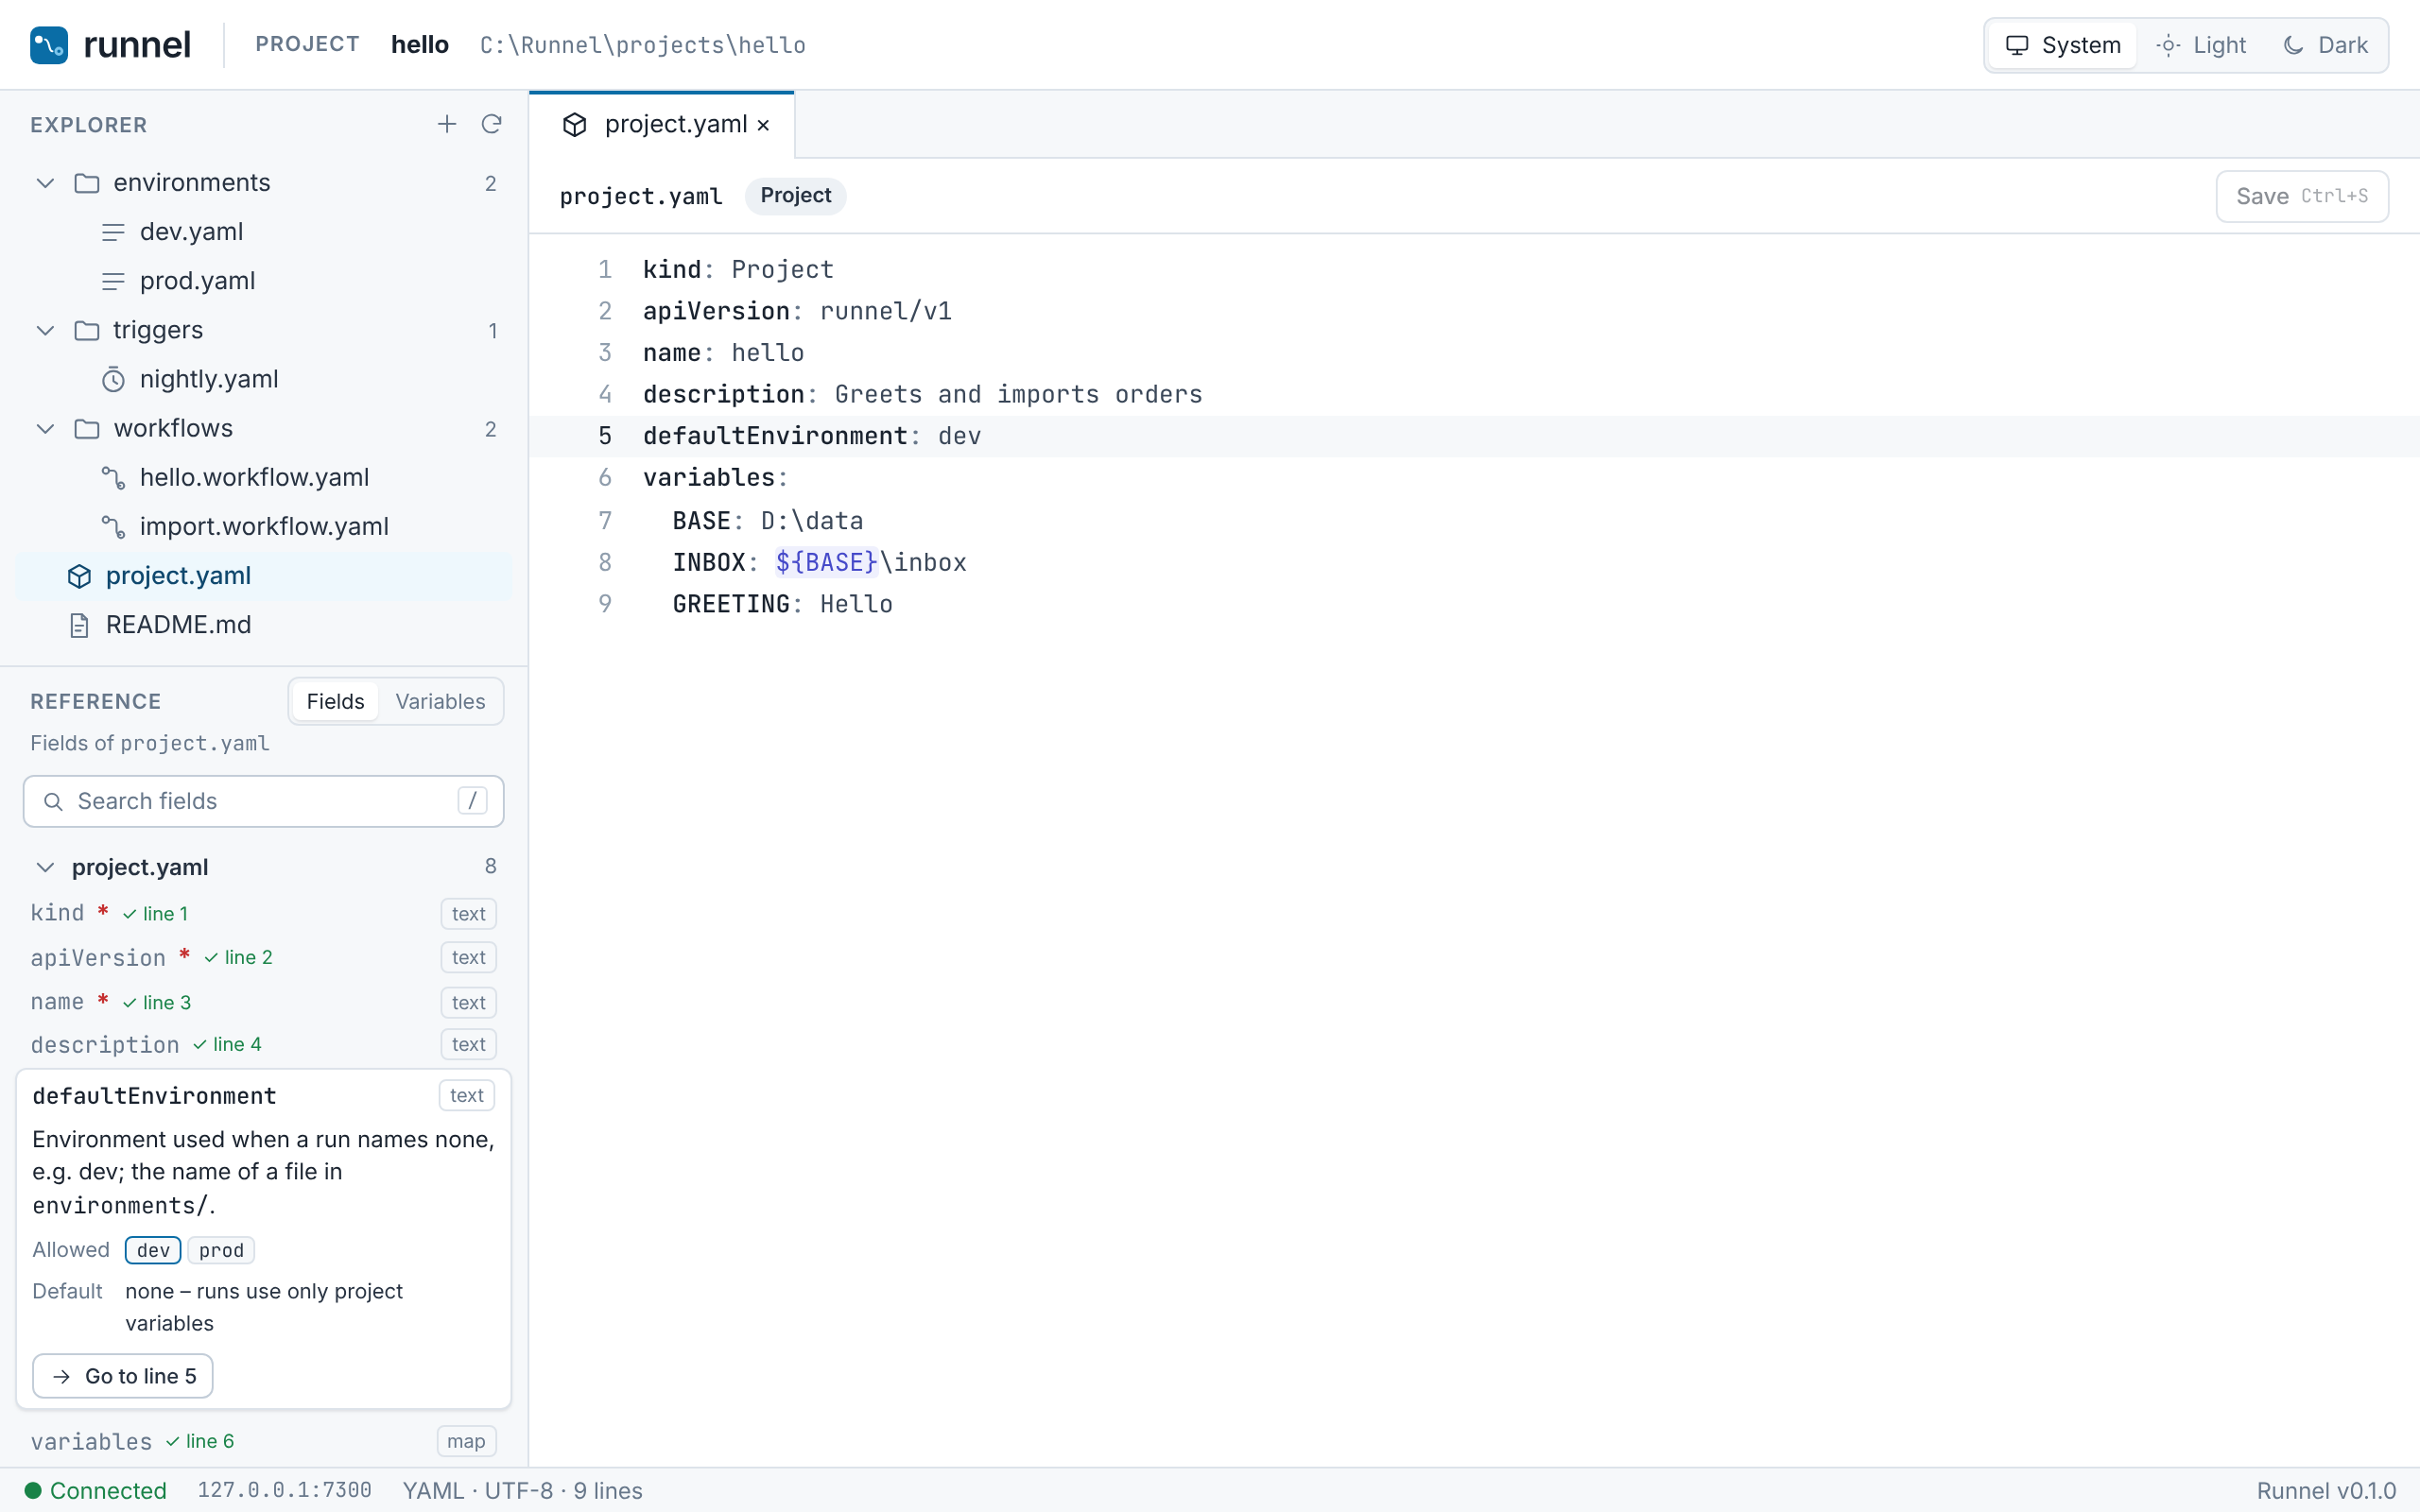 runnel PROJECT hello C:\Runnel\projects\hello System Light Dark
EXPLORER
environments 2
dev.yaml
prod.yaml
triggers 1
nightly.yaml
workflows 2
hello.workflow.yaml
import.workflow.yaml
project.yaml
README.md
REFERENCE Fields Variables
Fields of project.yaml
Search fields /
project.yaml 8
kind * ✓ line 1 text
apiVersion * ✓ line 2 text
name * ✓ line 3 text
description ✓ line 4 text
defaultEnvironment text
Environment used when a run names none,
e.g. dev; the name of a file in
environments/.
Allowed dev prod
Default none – runs use only project
variables
→ Go to line 5
variables ✓ line 6 map
project.yaml ×
project.yaml Project Save Ctrl+S
1 kind: Project
2 apiVersion: runnel/v1
3 name: hello
4 description: Greets and imports orders
5 defaultEnvironment: dev
6 variables:
7 BASE: D:\data
8 INBOX: ${BASE}\inbox
9 GREETING: Hello
Connected 127.0.0.1:7300 YAML · UTF-8 · 9 lines Runnel v0.1.0